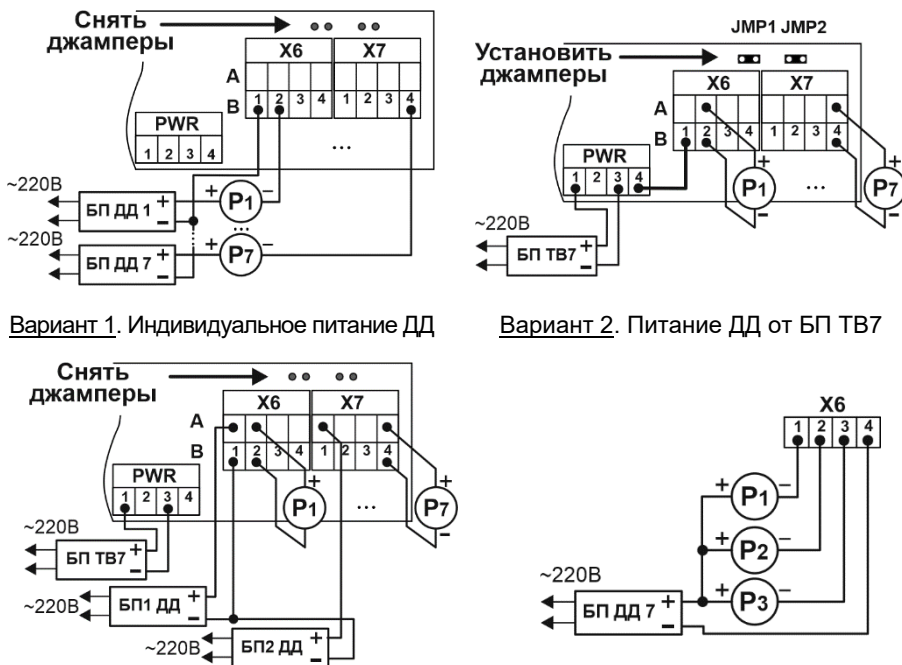 Снять джамперы
X6 X7
A
B 1 2 3 4 1 2 3 4
PWR
1 2 3 4
...
~220В
БП ДД 1 + −
+ P1 −
...
~220В
БП ДД 7 + −
+ P7 −
Вариант 1. Индивидуальное питание ДД
JMP1 JMP2
Установить джамперы
X6 X7
A
B 1 2 3 4 1 2 3 4
PWR
1 2 3 4
+ P1 − ... + P7 −
~220В
БП ТВ7 + −
Вариант 2. Питание ДД от БП ТВ7
Снять джамперы
X6 X7
A
B 1 2 3 4 1 2 3 4
PWR
1 2 3 4
+ P1 − ... + P7 −
~220В
БП ТВ7 + −
~220В
БП1 ДД + −
~220В
БП2 ДД + −
X6
1 2 3 4
+ P1 −
+ P2 −
+ P3 −
~220В
БП ДД 7 + −